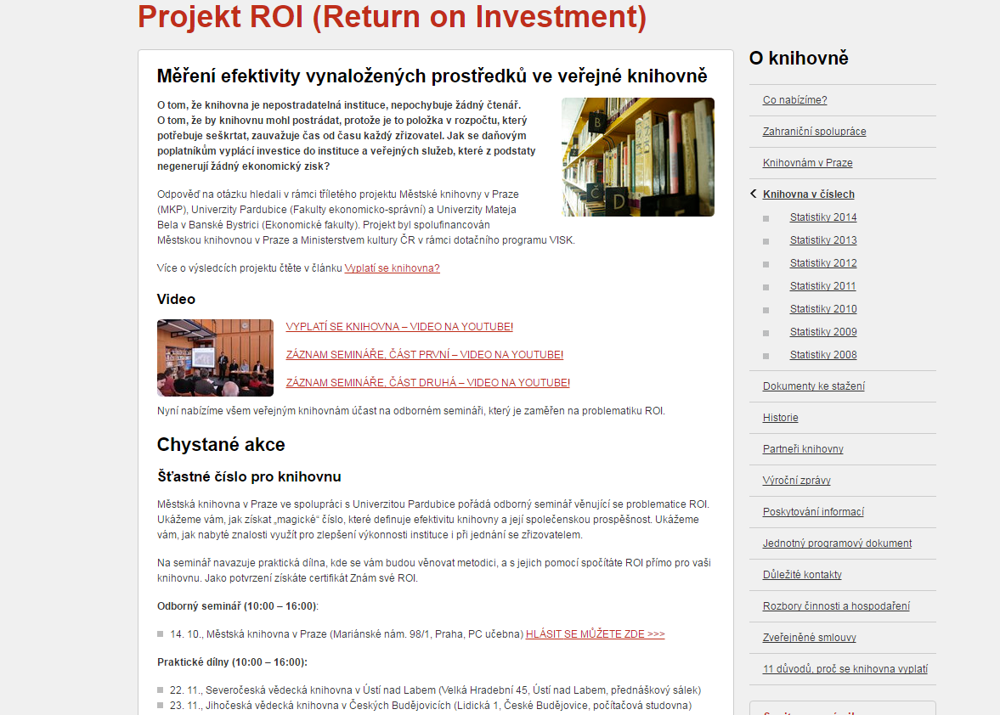 Projekt ROI (Return on Investment)
Měření efektivity vynaložených prostředků ve veřejné knihovně
O tom, že knihovna je nepostradatelná instituce, nepochybuje žádný čtenář.
O tom, že by knihovnu mohl postrádat, protože je to položka v rozpočtu, který
potřebuje seškrtat, zauvažuje čas od času každý zřizovatel. Jak se daňovým
poplatníkům vyplácí investice do instituce a veřejných služeb, které z podstaty
negenerují žádný ekonomický zisk?
B
Č
D
Odpověď na otázku hledali v rámci tříletého projektu Městské knihovny v Praze
(MKP), Univerzity Pardubice (Fakulty ekonomicko-správní) a Univerzity Mateja
Bela v Banské Bystrici (Ekonomické fakulty). Projekt byl spolufinancován
Městskou knihovnou v Praze a Ministerstvem kultury ČR v rámci dotačního programu VISK.
Více o výsledcích projektu čtěte v článku Vyplatí se knihovna?
Video
VYPLATÍ SE KNIHOVNA – VIDEO NA YOUTUBE!
ZÁZNAM SEMINÁŘE, ČÁST PRVNÍ – VIDEO NA YOUTUBE!
ZÁZNAM SEMINÁŘE, ČÁST DRUHÁ – VIDEO NA YOUTUBE!
Nyní nabízíme všem veřejným knihovnám účast na odborném semináři, který je zaměřen na problematiku ROI.
Chystané akce
Šťastné číslo pro knihovnu
Městská knihovna v Praze ve spolupráci s Univerzitou Pardubice pořádá odborný seminář věnující se problematice ROI.
Ukážeme vám, jak získat „magické“ číslo, které definuje efektivitu knihovny a její společenskou prospěšnost. Ukážeme
vám, jak nabyté znalosti využít pro zlepšení výkonnosti instituce i při jednání se zřizovatelem.
Na seminář navazuje praktická dílna, kde se vám budou věnovat metodici, a s jejich pomocí spočítáte ROI přímo pro vaši
knihovnu. Jako potvrzení získáte certifikát Znám své ROI.
Odborný seminář (10:00 – 16:00):
14. 10., Městská knihovna v Praze (Mariánské nám. 98/1, Praha, PC učebna) HLÁSIT SE MŮŽETE ZDE >>>
Praktické dílny (10:00 – 16:00):
22. 11., Severočeská vědecká knihovna v Ústí nad Labem (Velká Hradební 45, Ústí nad Labem, přednáškový sálek)
23. 11., Jihočeská vědecká knihovna v Českých Budějovicích (Lidická 1, České Budějovice, počítačová studovna)
O knihovně
Co nabízíme?
Zahraniční spolupráce
Knihovnám v Praze
Knihovna v číslech
Statistiky 2014
Statistiky 2013
Statistiky 2012
Statistiky 2011
Statistiky 2010
Statistiky 2009
Statistiky 2008
Dokumenty ke stažení
Historie
Partneři knihovny
Výroční zprávy
Poskytování informací
Jednotný programový dokument
Důležité kontakty
Rozbory činnosti a hospodaření
Zveřejněné smlouvy
11 důvodů, proč se knihovna vyplatí